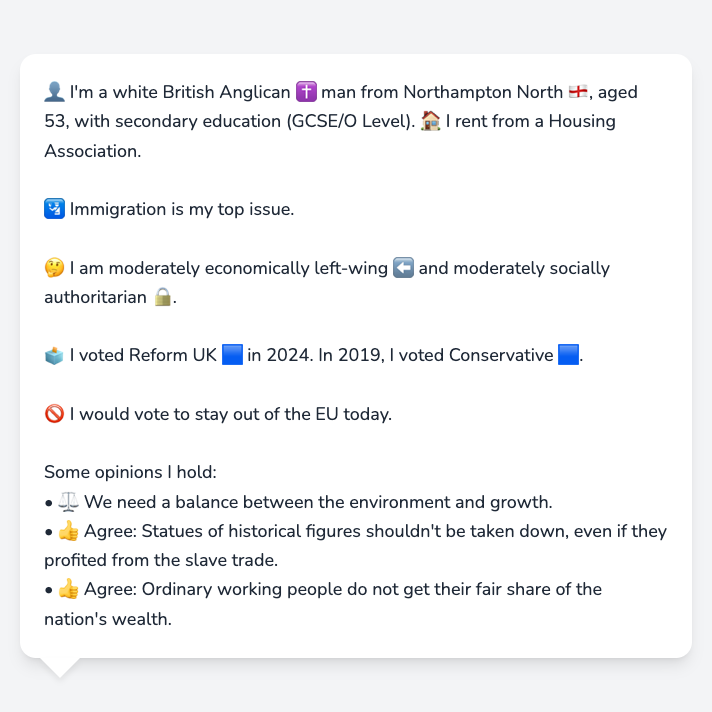 👤 I'm a white British Anglican ✝️ man from Northampton North 🏴󠁧󠁢󠁥󠁮󠁧󠁿, aged
53, with secondary education (GCSE/O Level). 🏠 I rent from a Housing
Association.
🛂 Immigration is my top issue.
🤔 I am moderately economically left-wing ⬅️ and moderately socially
authoritarian 🔒.
🗳️ I voted Reform UK 🟦 in 2024. In 2019, I voted Conservative 🟦.
🚫 I would vote to stay out of the EU today.
Some opinions I hold:
• ⚖️ We need a balance between the environment and growth.
• 👍 Agree: Statues of historical figures shouldn't be taken down, even if they
profited from the slave trade.
• 👍 Agree: Ordinary working people do not get their fair share of the
nation's wealth.